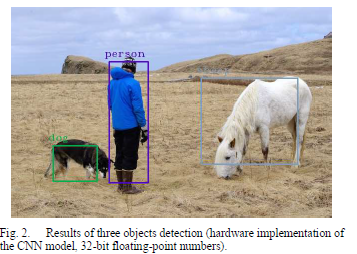 person
dog
Fig. 2. Results of three objects detection (hardware implementation of
the CNN model, 32-bit floating-point numbers).